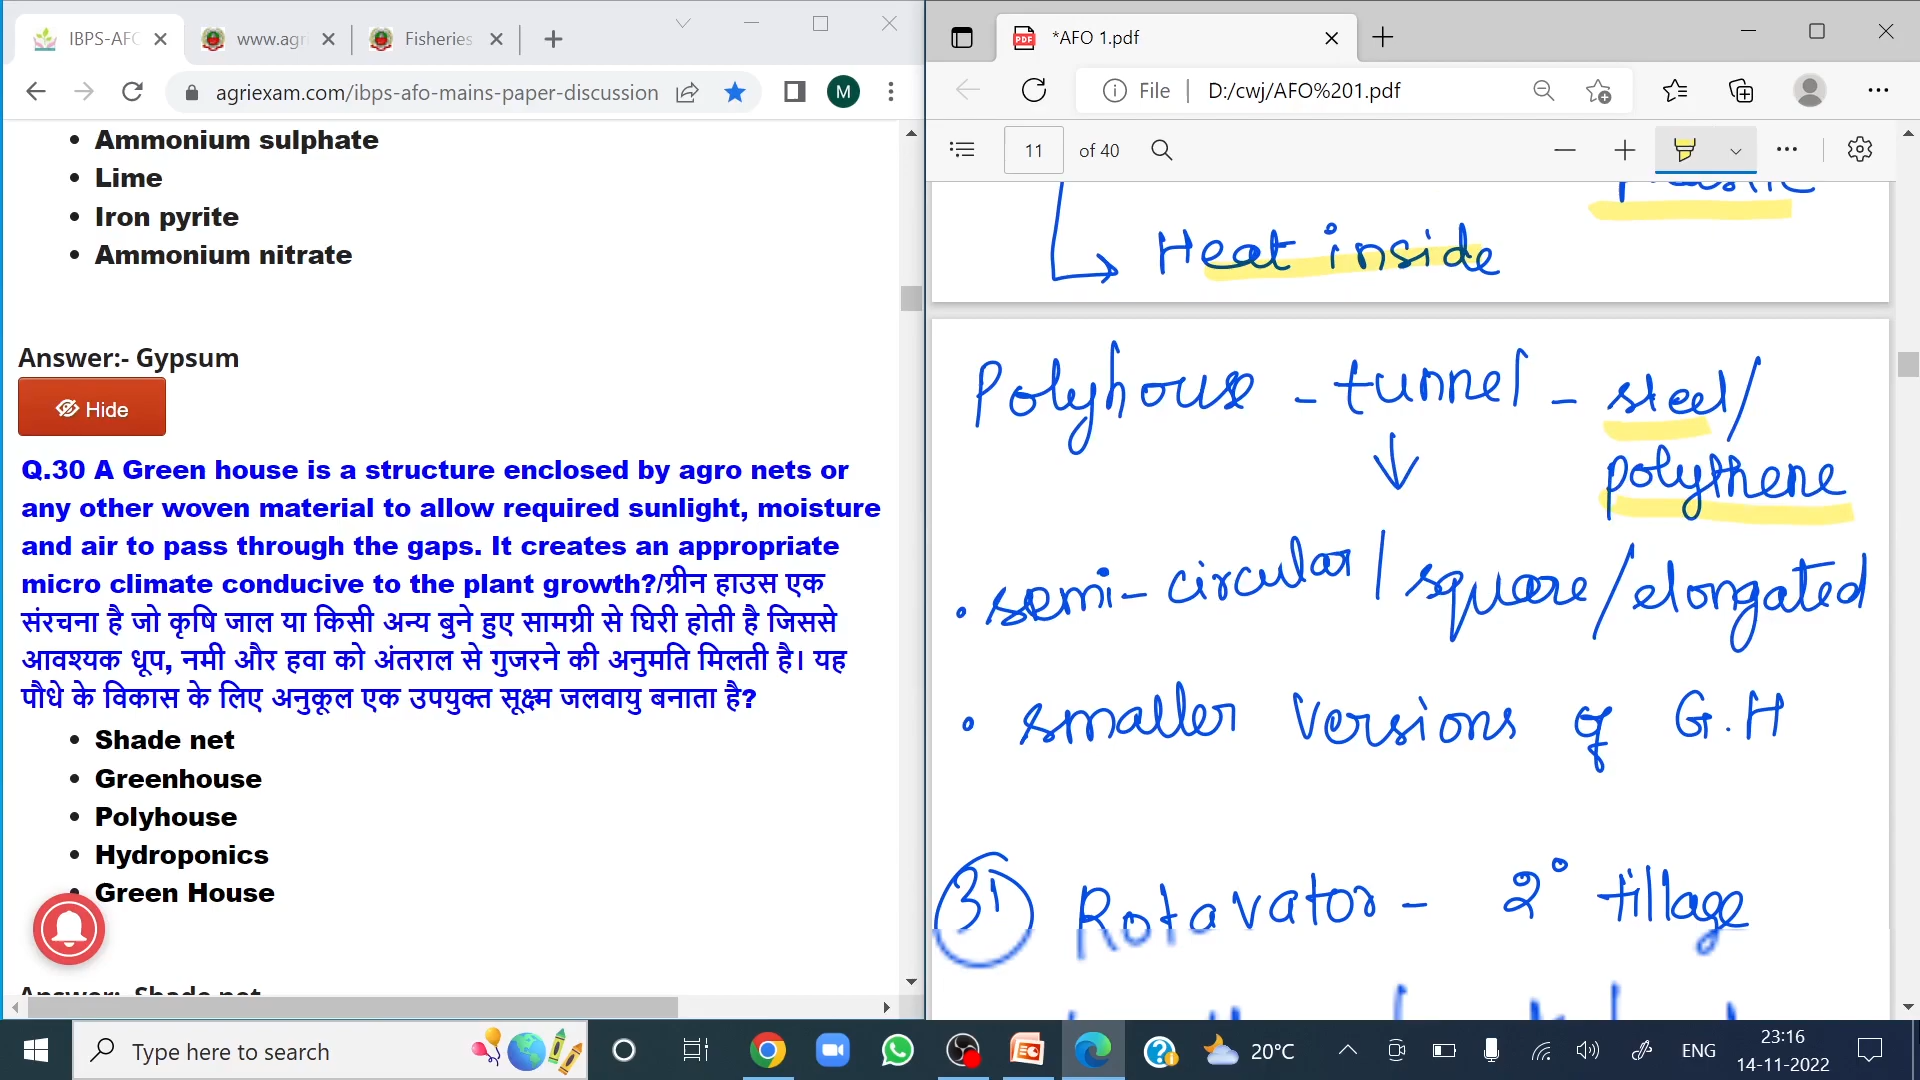 IBPS-AFC
www.agr
Fisheries
agriexam.com/ibps-afo-mains-paper-discussion
M
Ammonium sulphate
Lime
Iron pyrite
Ammonium nitrate
Answer:- Gypsum
Hide
Q.30 A Green house is a structure enclosed by agro nets or
any other woven material to allow required sunlight, moisture
and air to pass through the gaps. It creates an appropriate
micro climate conducive to the plant growth?/ग्रीन हाउस एक
संरचना है जो कृषि जाल या किसी अन्य बुने हुए सामग्री से घिरी होती है जिससे
आवश्यक धूप, नमी और हवा को अंतराल से गुजरने की अनुमति मिलती है। यह
पौधे के विकास के लिए अनुकूल एक उपयुक्त सूक्ष्म जलवायु बनाता है?
Shade net
Greenhouse
Polyhouse
Hydroponics
Green House
Answer:- Shade net
*AFO 1.pdf
PDF
File D:/cwj/AFO%201.pdf
11 of 40
Heat inside
Polyhouse - tunnel - steel/
polythene
semi-circular/square/elongated
smaller versions of G.H
31 Rotavator - 2° tillage
Type here to search
20°C
ENG
23:16
14-11-2022